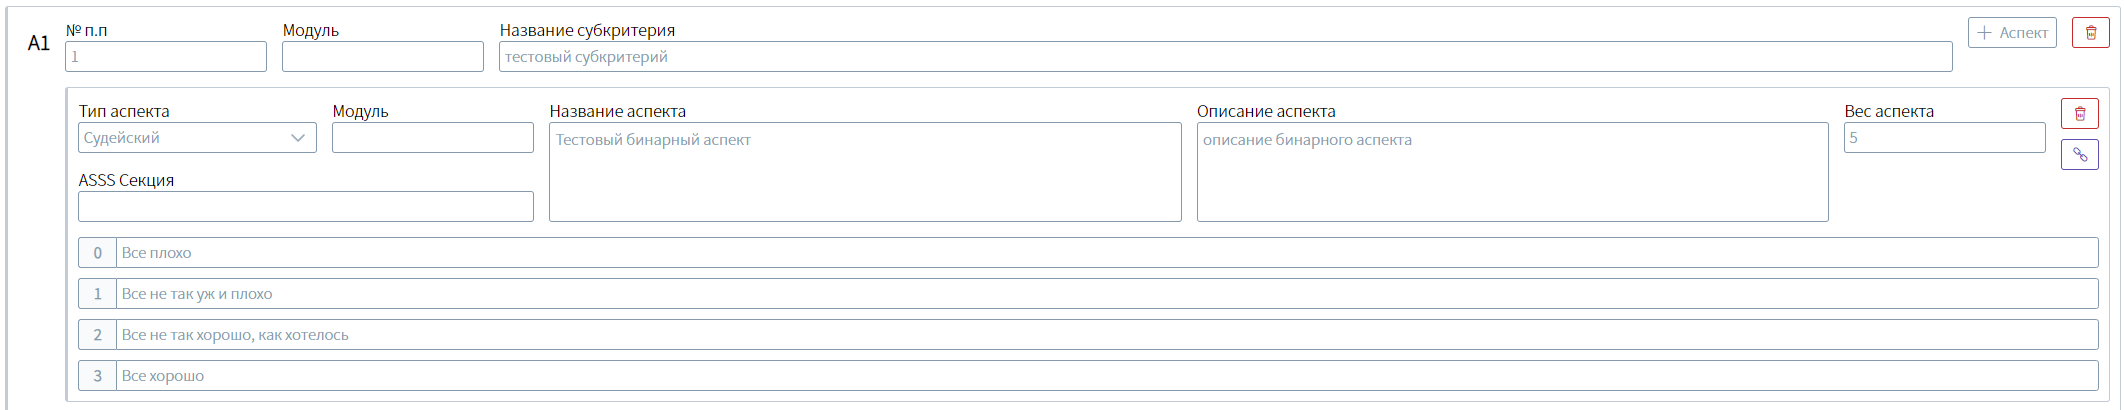 A1
№ п.п
Модуль
Название субкритерия
1
тестовый субкритерий
+ Аспект
Тип аспекта
Модуль
Название аспекта
Описание аспекта
Вес аспекта
Судейский
Тестовый бинарный аспект
описание бинарного аспекта
5
ASSS Секция
0 Все плохо
1 Все не так уж и плохо
2 Все не так хорошо, как хотелось
3 Все хорошо